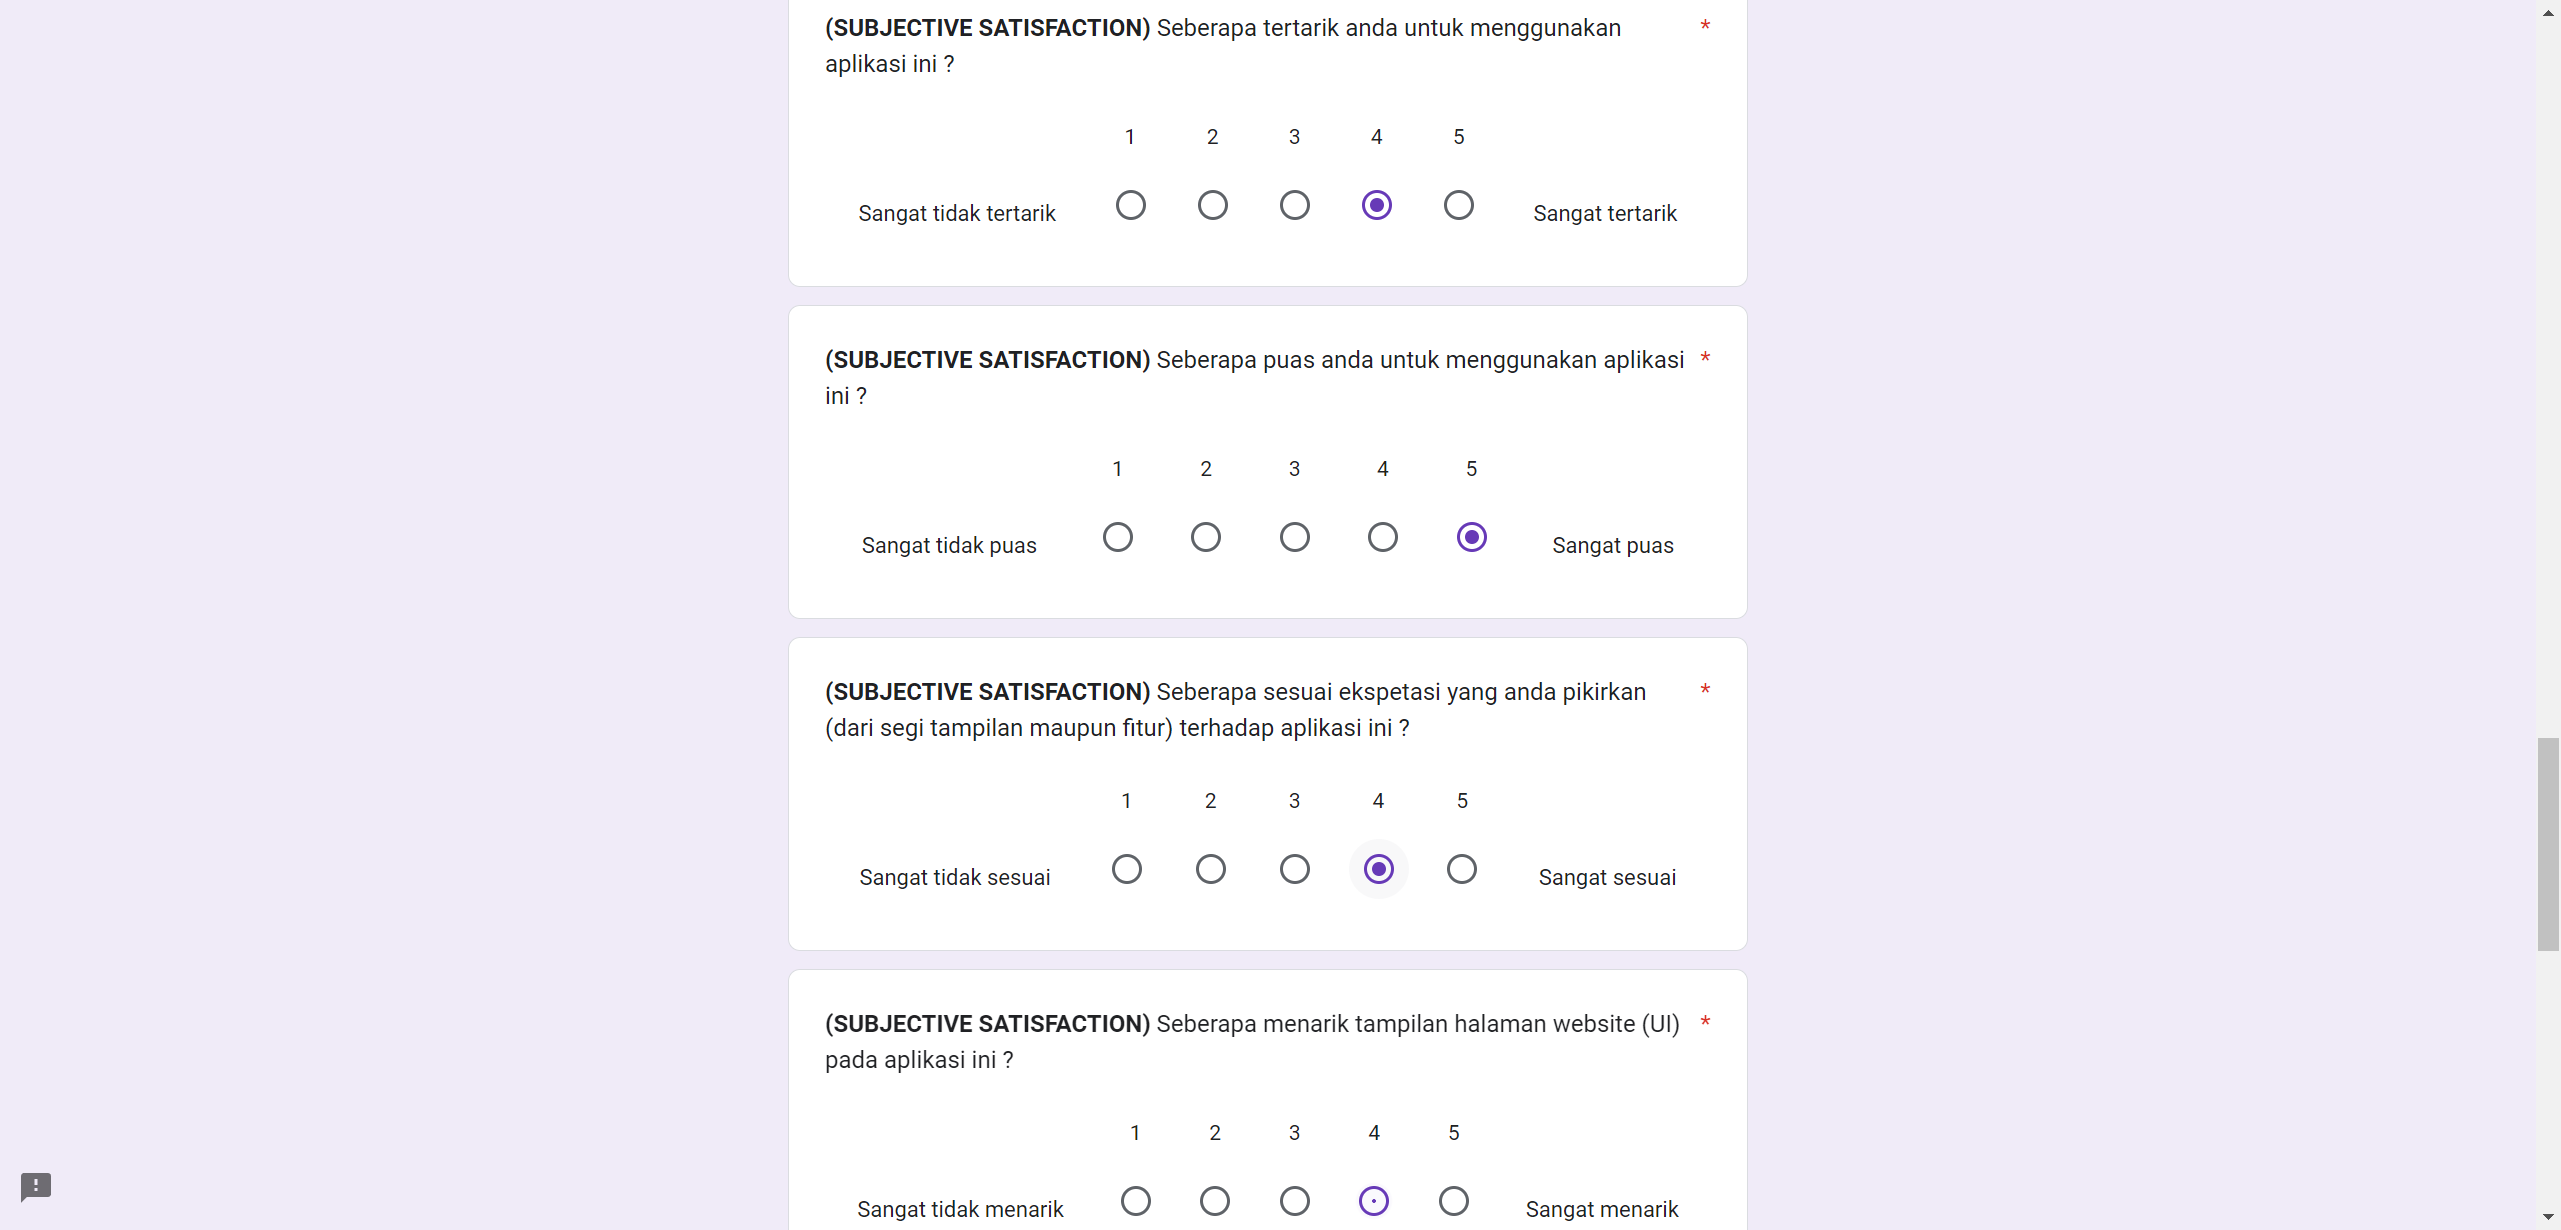 (SUBJECTIVE SATISFACTION) Seberapa tertarik anda untuk menggunakan *
aplikasi ini ?
1 2 3 4 5
Sangat tidak tertarik Sangat tertarik
(SUBJECTIVE SATISFACTION) Seberapa puas anda untuk menggunakan aplikasi *
ini ?
1 2 3 4 5
Sangat tidak puas Sangat puas
(SUBJECTIVE SATISFACTION) Seberapa sesuai ekspetasi yang anda pikirkan *
(dari segi tampilan maupun fitur) terhadap aplikasi ini ?
1 2 3 4 5
Sangat tidak sesuai Sangat sesuai
(SUBJECTIVE SATISFACTION) Seberapa menarik tampilan halaman website (UI) *
pada aplikasi ini ?
1 2 3 4 5
Sangat tidak menarik Sangat menarik